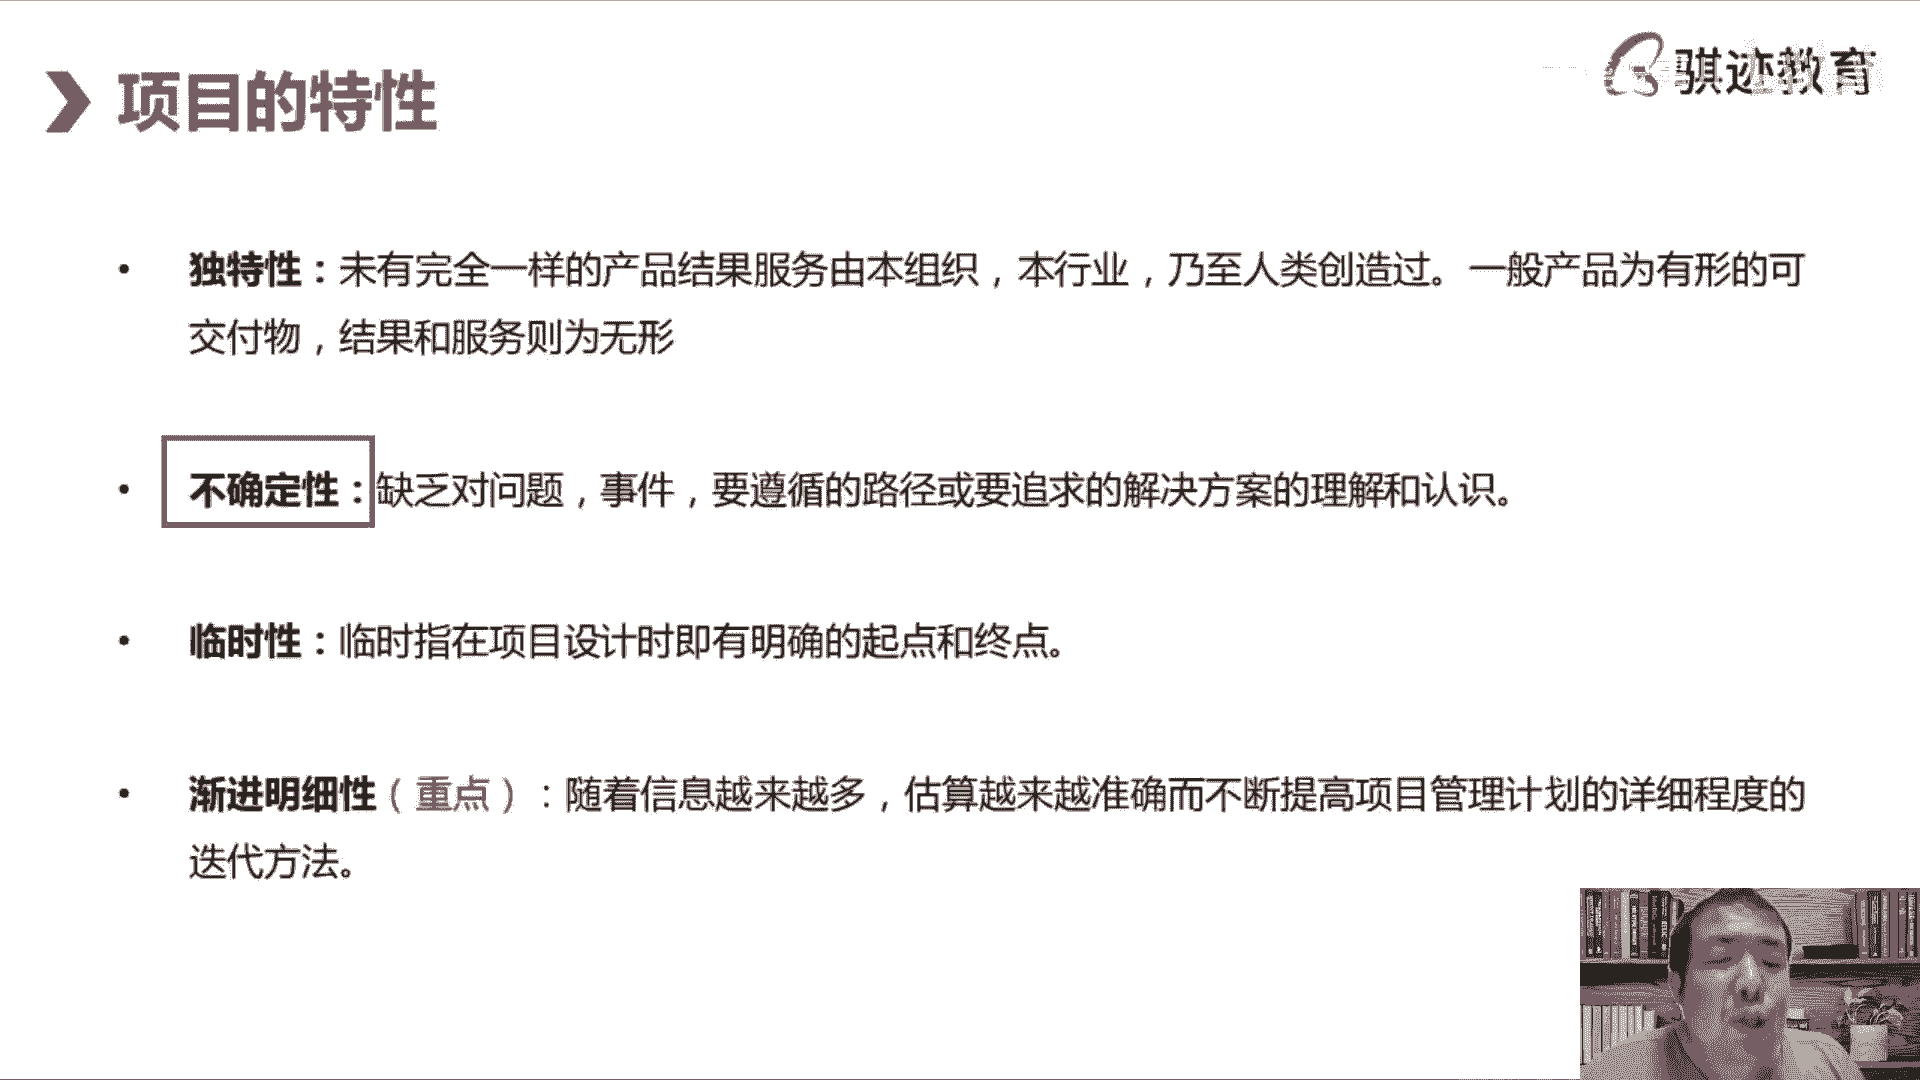 项目的特性
骐迹教育
• 独特性：未有完全一样的产品结果服务由本组织，本行业，乃至人类创造过。一般产品为有形的可
交付物，结果和服务则为无形
• 不确定性：缺乏对问题，事件，要遵循的路径或要追求的解决方案的理解和认识。
• 临时性：临时指在项目设计时即有明确的起点和终点。
• 渐进明细性（重点）：随着信息越来越多，估算越来越准确而不断提高项目管理计划的详细程度的
迭代方法。